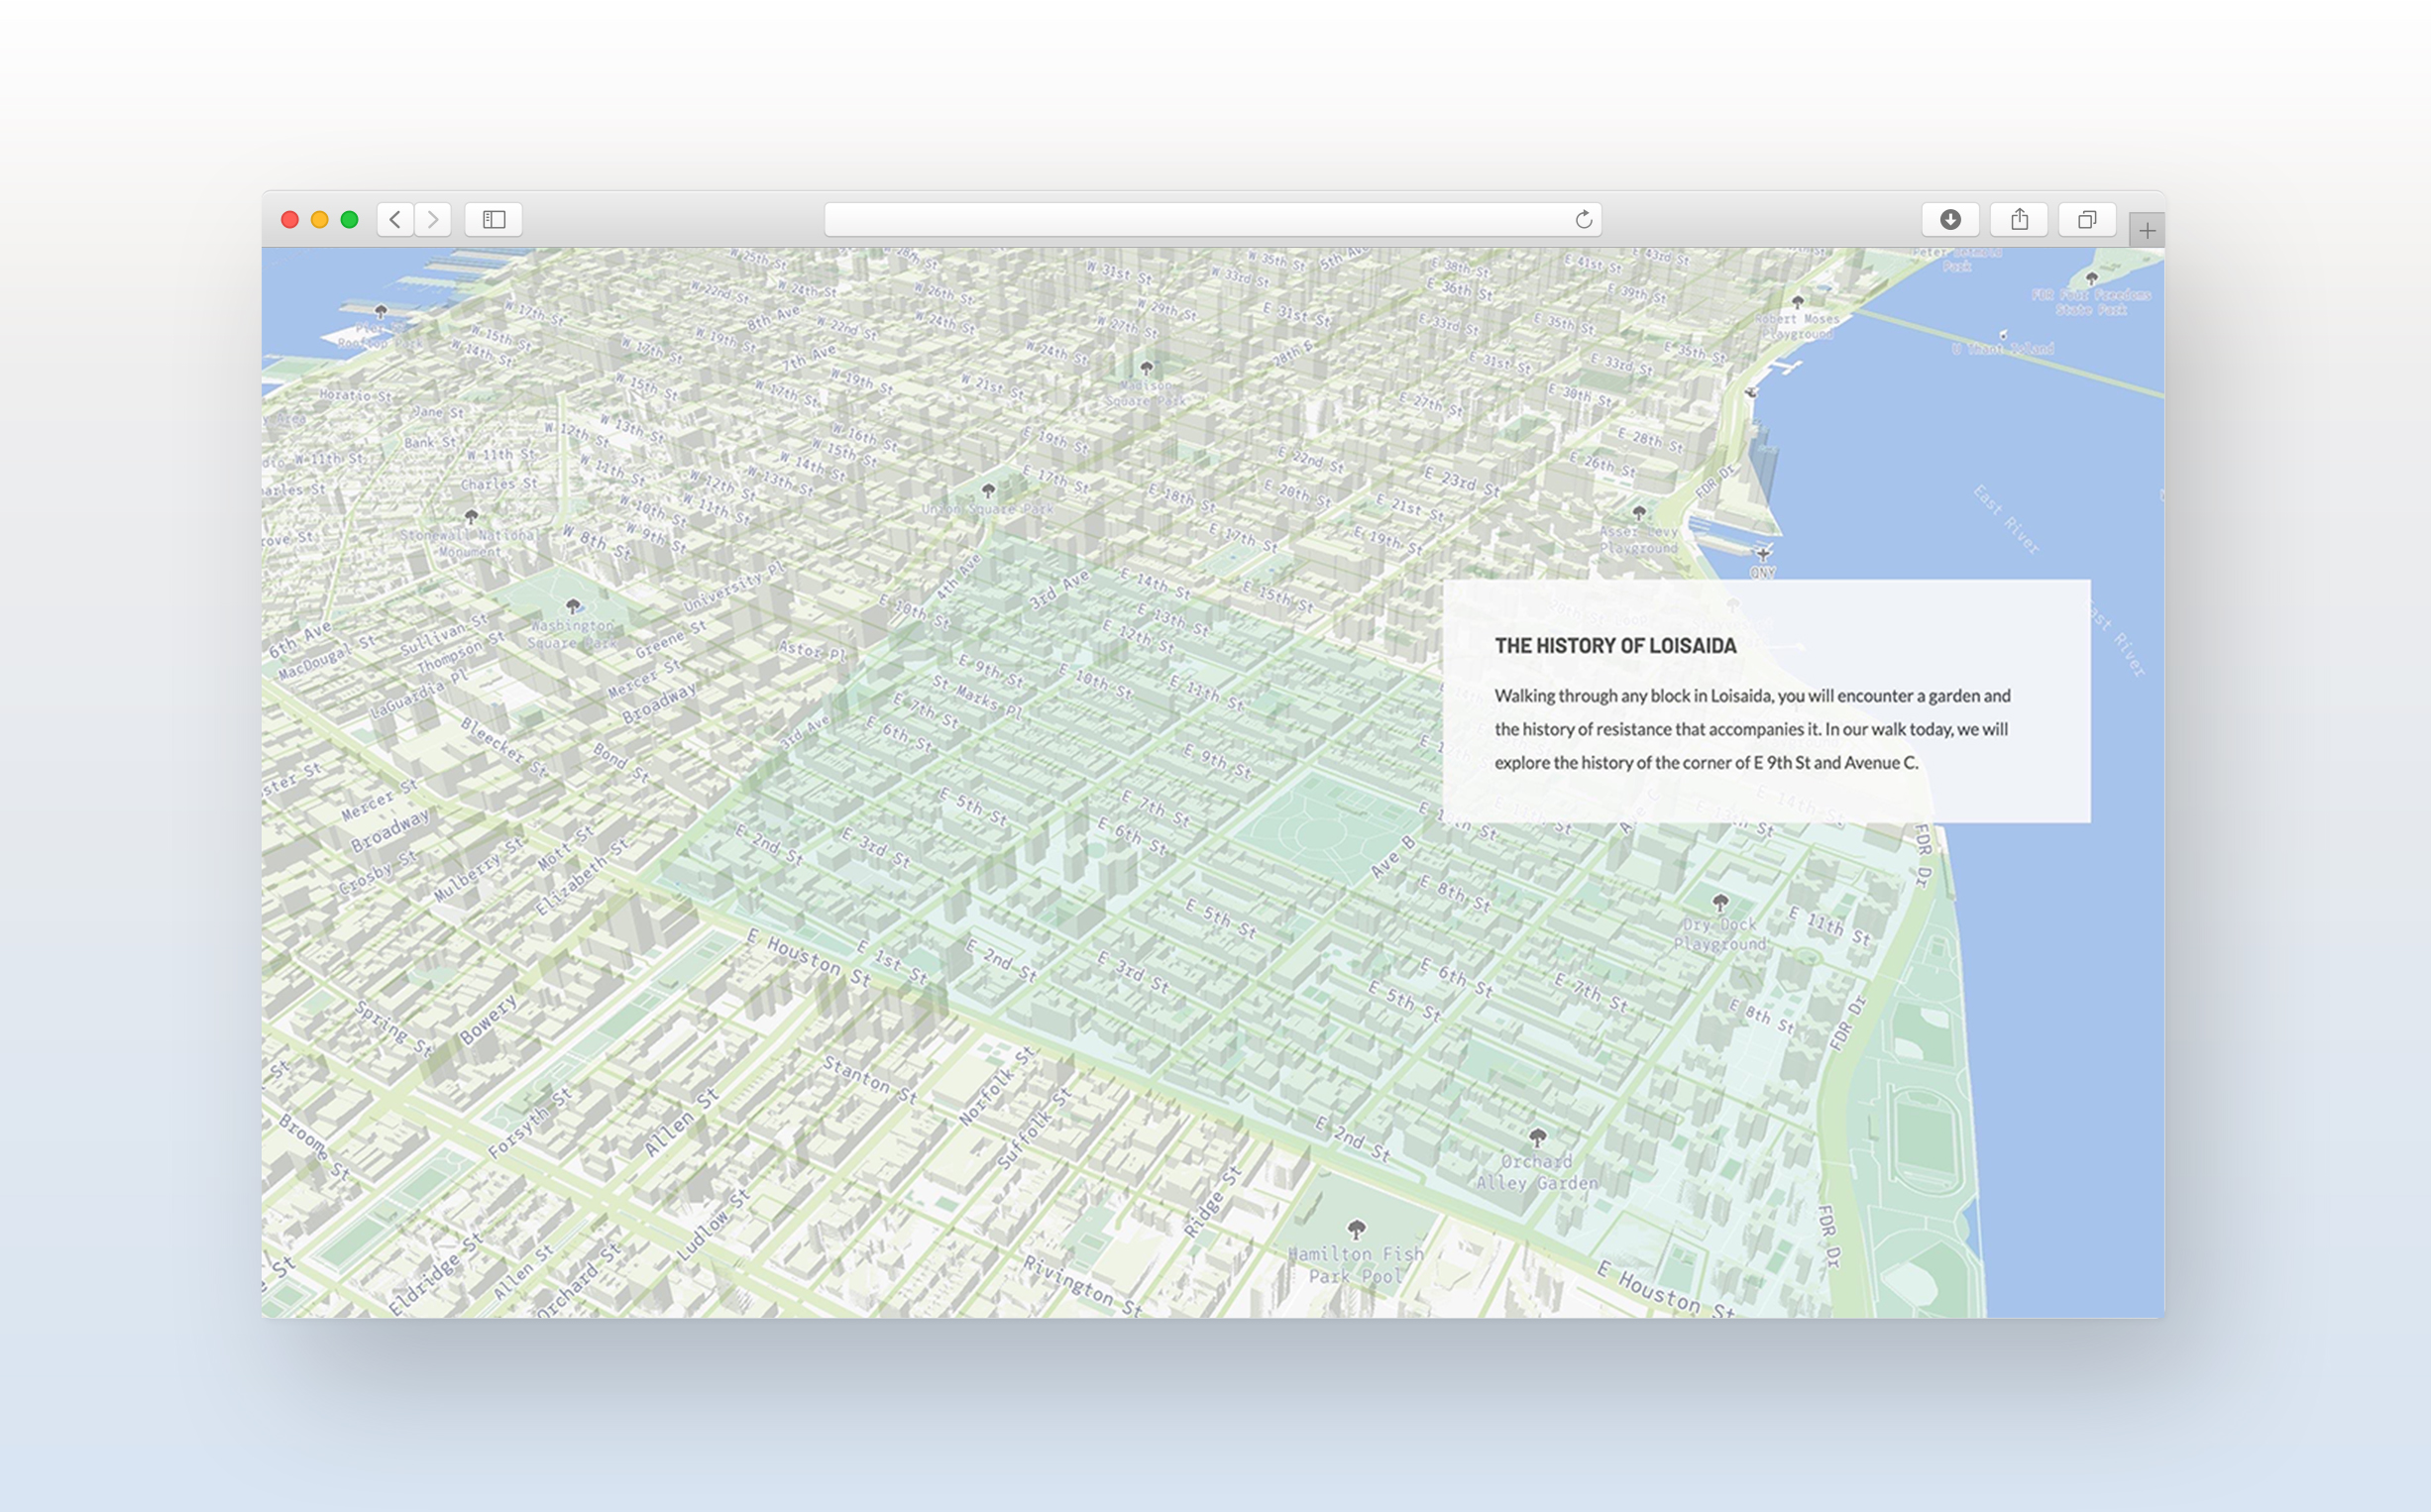 THE HISTORY OF LOISAIDA
Walking through any block in Loisaida, you will encounter a garden and
the history of resistance that accompanies it. In our walk today, we will
explore the history of the corner of E 9th St and Avenue C.
W 25th St
W 35th St
5th Ave
E 38th St
E 41st St
E 43rd St
W 31st St
W 33rd St
E 36th St
E 39th St
W 22nd St
W 24th St
W 26th St
W 29th St
E 31st St
E 33rd St
E 35th St
Robert Moses
Playground
FDR Four Freedoms
State Park
U Thant Island
W 17th St
8th Ave
W 22nd St
W 24th St
W 27th St
W 15th St
W 14th St
W 17th St
W 19th St
7th Ave
W 24th St
28th St
E 31st St
E 33rd St
E 35th St
Horatio St
Jane St
W 15th St
W 17th St
W 19th St
W 21st St
Madison
Square Park
E 27th St
E 30th St
Bank St
W 12th St
W 13th St
W 16th St
W 15th St
W 14th St
E 19th St
E 28th St
W 11th St
W 11th St
W 11th St
W 12th St
W 13th St
E 17th St
E 22nd St
E 23rd St
E 26th St
FDR Dr
Charles St
W 10th St
W 11th St
Union Square Park
E 18th St
E 20th St
E 21st St
East River
Stonewall National
Monument
W 8th St
W 9th St
E 17th St
E 19th St
Asser Levy
Playground
QNY
University Pl
4th Ave
3rd Ave
E 14th St
E 15th St
E 10th St
E 13th St
E 12th St
Washington
Square Park
6th Ave
MacDougal St
Sullivan St
Thompson St
Greene St
Astor Pl
East River
LaGuardia Pl
Mercer St
Broadway
E 9th St
St Marks Pl
E 10th St
E 11th St
E 7th St
E 6th St
3rd Ave
Bleecker St
Bond St
E 9th St
Mercer St
Broadway
E 5th St
E 7th St
E 6th St
E 2nd St
E 3rd St
Ave B
E 14th St
FDR Dr
Crosby St
Mulberry St
Mott St
Elizabeth St
E 8th St
E 5th St
Dry Dock
Playground
E 11th St
E Houston St
E 1st St
E 2nd St
E 3rd St
E 6th St
E 5th St
E 7th St
E 8th St
FDR Dr
Spring St
Bowery
Stanton St
Norfolk St
Suffolk St
Broome St
Forsyth St
Allen St
E 2nd St
Orchard
Alley Garden
Ludlow St
Ridge St
Hamilton Fish
Park Pool
FDR Dr
Eldridge St
Allen St
Orchard St
Rivington St
E Houston St